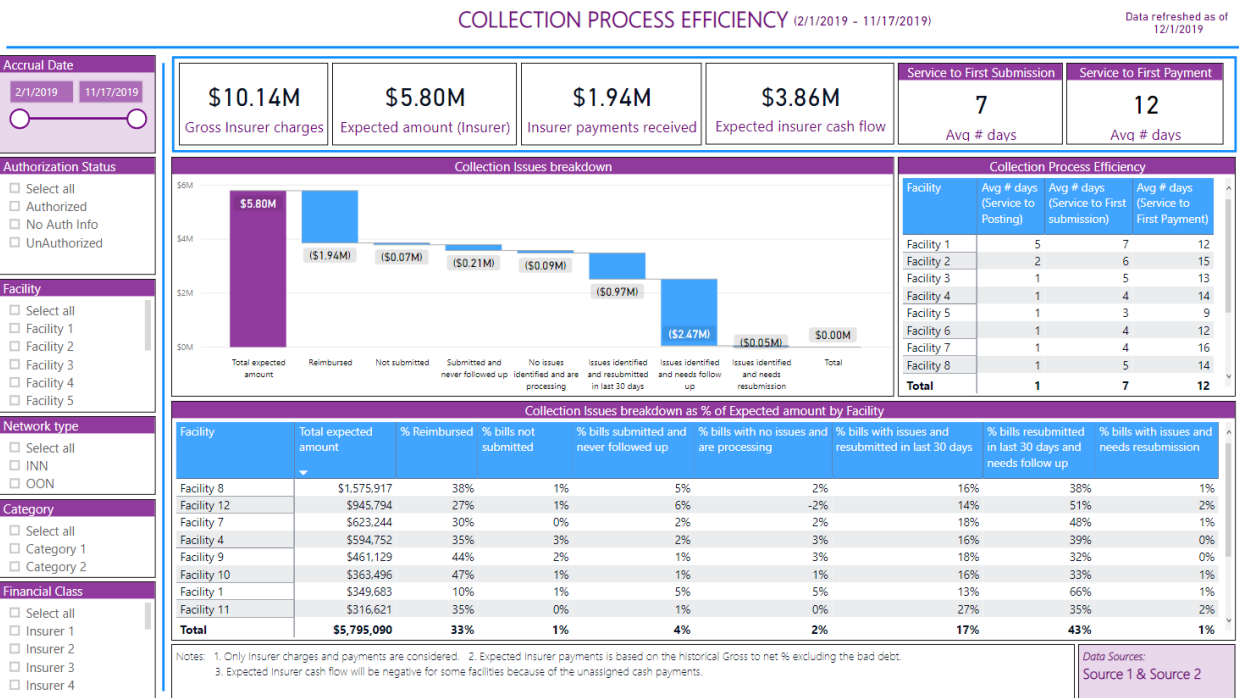 COLLECTION PROCESS EFFICIENCY (2/1/2019 - 11/17/2019)
Data refreshed as of
12/1/2019
Accrual Date
2/1/2019 11/17/2019
Authorization Status
Select all
Authorized
No Auth Info
UnAuthorized
Facility
Select all
Facility 1
Facility 2
Facility 3
Facility 4
Facility 5
Network type
Select all
INN
OON
Category
Select all
Category 1
Category 2
Financial Class
Select all
Insurer 1
Insurer 2
Insurer 3
Insurer 4
$10.14M
Gross Insurer charges
$5.80M
Expected amount (Insurer)
$1.94M
Insurer payments received
$3.86M
Expected insurer cash flow
Service to First Submission
7
Avg # days
Service to First Payment
12
Avg # days
Collection Issues breakdown
$6M
$4M
$2M
$0M
$5.80M
($1.94M)
($0.07M)
($0.21M)
($0.09M)
($0.97M)
($2.47M)
($0.05M)
$0.00M
Total expected
amount
Reimbursed
Not submitted
Submitted and
never followed up
No issues
identified and are
processing
Issues identified
and resubmitted
in last 30 days
Issues identified
and needs follow
up
Issues identified
and needs
resubmission
Total
Collection Process Efficiency
Facility
Avg # days
(Service to
Posting)
Avg # days
(Service to First
submission)
Avg # days
(Service to
First Payment)
Facility 1 5 7 12
Facility 2 2 6 15
Facility 3 1 5 13
Facility 4 1 4 14
Facility 5 1 3 9
Facility 6 1 4 12
Facility 7 1 4 16
Facility 8 1 5 14
Total 1 7 12
Collection Issues breakdown as % of Expected amount by Facility
Facility
Total expected
amount
% Reimbursed
% bills not
submitted
% bills submitted and
never followed up
% bills with no issues and
are processing
% bills with issues and
resubmitted in last 30 days
% bills resubmitted
in last 30 days and
needs follow up
% bills with issues and
needs resubmission
Facility 8 $1,575,917 38% 1% 5% 2% 16% 38% 1%
Facility 12 $945,794 27% 1% 6% -2% 14% 51% 2%
Facility 7 $623,244 30% 0% 2% 2% 18% 48% 1%
Facility 4 $594,752 35% 3% 2% 3% 16% 39% 0%
Facility 9 $461,129 44% 2% 1% 3% 18% 32% 0%
Facility 10 $363,496 47% 1% 1% 1% 16% 33% 1%
Facility 1 $349,683 10% 1% 5% 5% 13% 66% 1%
Facility 11 $316,621 35% 0% 1% 0% 27% 35% 2%
Total $5,795,090 33% 1% 4% 2% 17% 43% 1%
Notes: 1. Only Insurer charges and payments are considered. 2. Expected Insurer payments is based on the historical Gross to net % excluding the bad debt.
3. Expected Insurer cash flow will be negative for some facilities because of the unassigned cash payments.
Data Sources:
Source 1 & Source 2